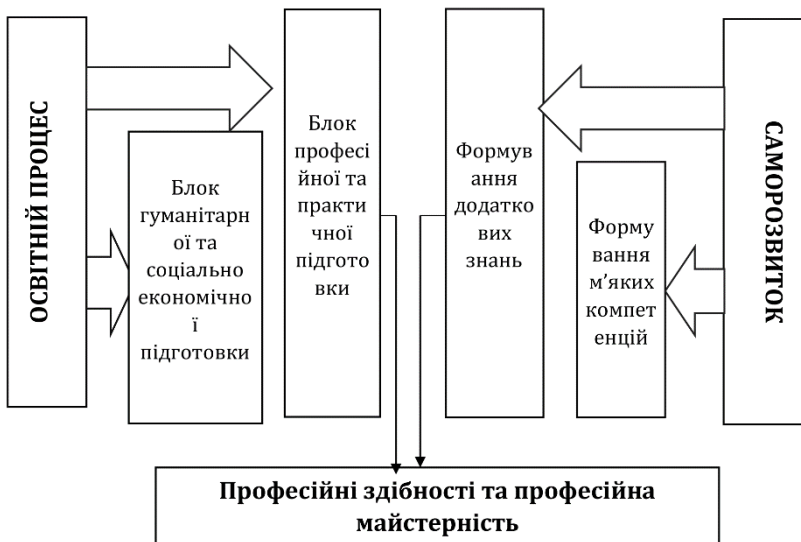 ОСВІТНІЙ ПРОЦЕС
Блок
гуманітарн
ої та
соціально
економічно
ї
підготовки
Блок
професі
йної та
практи
чної
підгото
вки
Формув
ання
додатко
вих
знань
Форму
вання
м’яких
компет
енцій
САМОРОЗВИТОК
Професійні здібності та професійна
майстерність